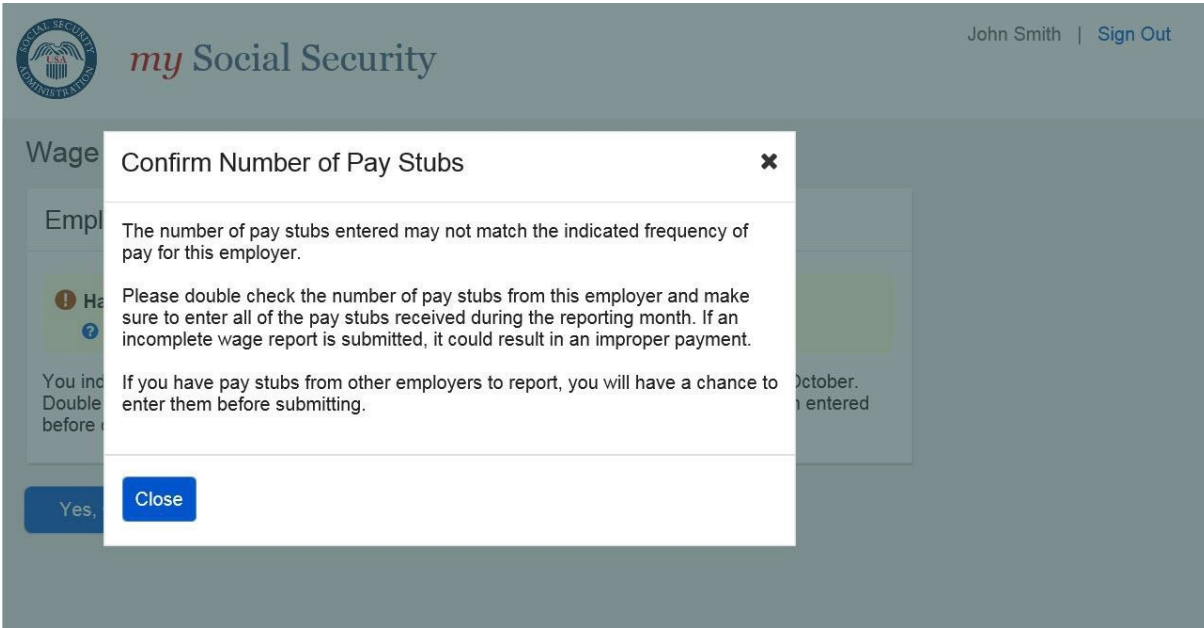 SOCIAL SECURITY ADMINISTRATION
USA
my Social Security
John Smith | Sign Out
Wage
Confirm Number of Pay Stubs
Empl
The number of pay stubs entered may not match the indicated frequency of
pay for this employer.
Please double check the number of pay stubs from this employer and make
sure to enter all of the pay stubs received during the reporting month. If an
incomplete wage report is submitted, it could result in an improper payment.
If you have pay stubs from other employers to report, you will have a chance to
enter them before submitting.
Ha
You ind
Double
before
October.
entered
Yes,
Close